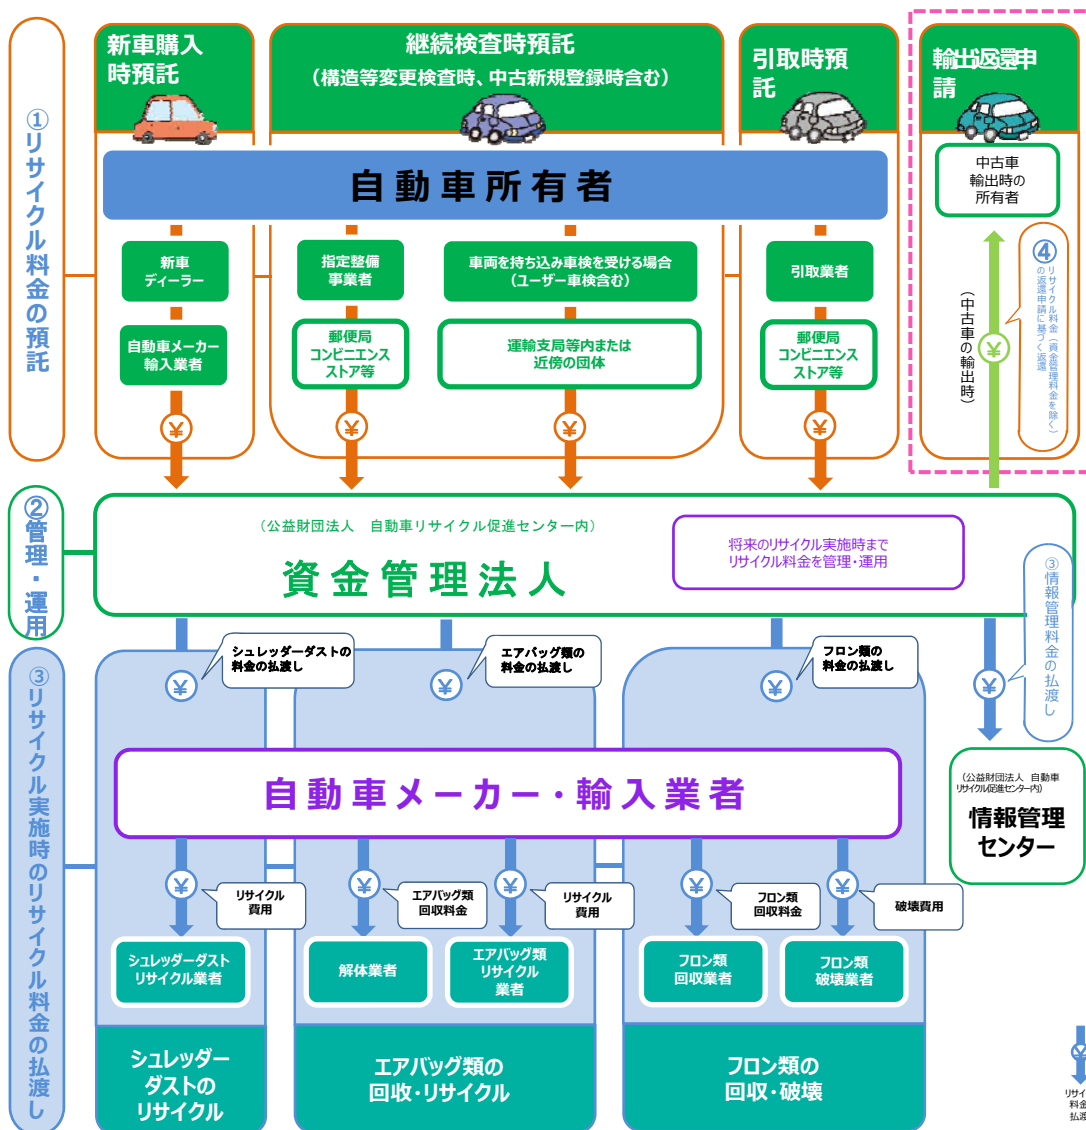 ①リサイクル料金の預託
新車購入
時預託
継続検査時預託
（構造等変更検査時、中古新規登録時含む）
引取時預
託
輸出返還申
請
自動車所有者
中古車
輸出時の
所有者
新車
ディーラー
自動車メーカー
輸入業者
指定整備
事業者
郵便局
コンビニエンス
ストア等
車両を持ち込み車検を受ける場合
（ユーザー車検含む）
運輸支局等内または
近傍の団体
引取業者
郵便局
コンビニエンス
ストア等
（中古車の輸出時）
④
リサイクル料金（資金管理料金を除く）
の返還申請に基づく返還
¥
¥
¥
¥
¥
②管理・運用
（公益財団法人　自動車リサイクル促進センター内）
資金管理法人
将来のリサイクル実施時まで
リサイクル料金を管理・運用
③リサイクル実施時のリサイクル料金の払渡し
¥
シュレッダーダストの
料金の払渡し
¥
エアバッグ類の
料金の払渡し
¥
フロン類の
料金の払渡し
¥
③情報管理料金の払渡し
自動車メーカー・輸入業者
（公益財団法人　自動車
リサイクル促進センター内）
情報管理
センター
¥
リサイクル
費用
¥
エアバッグ類
回収料金
¥
リサイクル
費用
¥
フロン類
回収料金
¥
破壊費用
シュレッダーダスト
リサイクル業者
解体業者
エアバッグ類
リサイクル
業者
フロン類
回収業者
フロン類
破壊業者
シュレッダー
ダストの
リサイクル
エアバッグ類の
回収・リサイクル
フロン類の
回収・破壊
¥
リサイ
料金
払渡